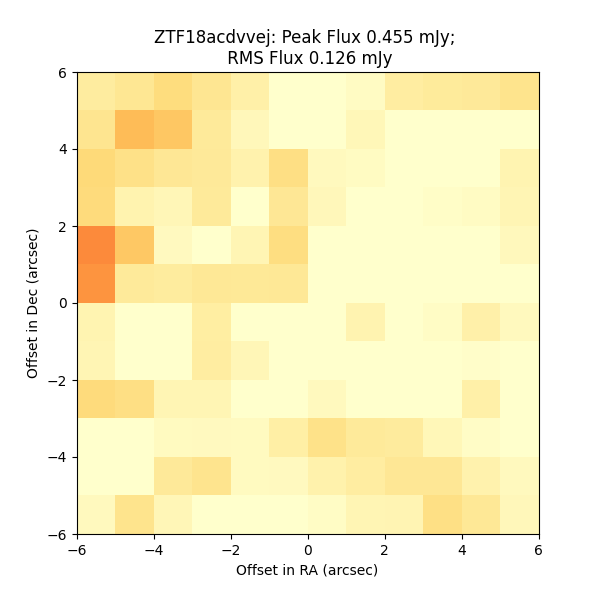 ZTF18acdvvej: Peak Flux 0.455 mJy;
RMS Flux 0.126 mJy
6
4
2
0
−2
−4
−6
Offset in Dec (arcsec)
−6 −4 −2 0 2 4 6
Offset in RA (arcsec)